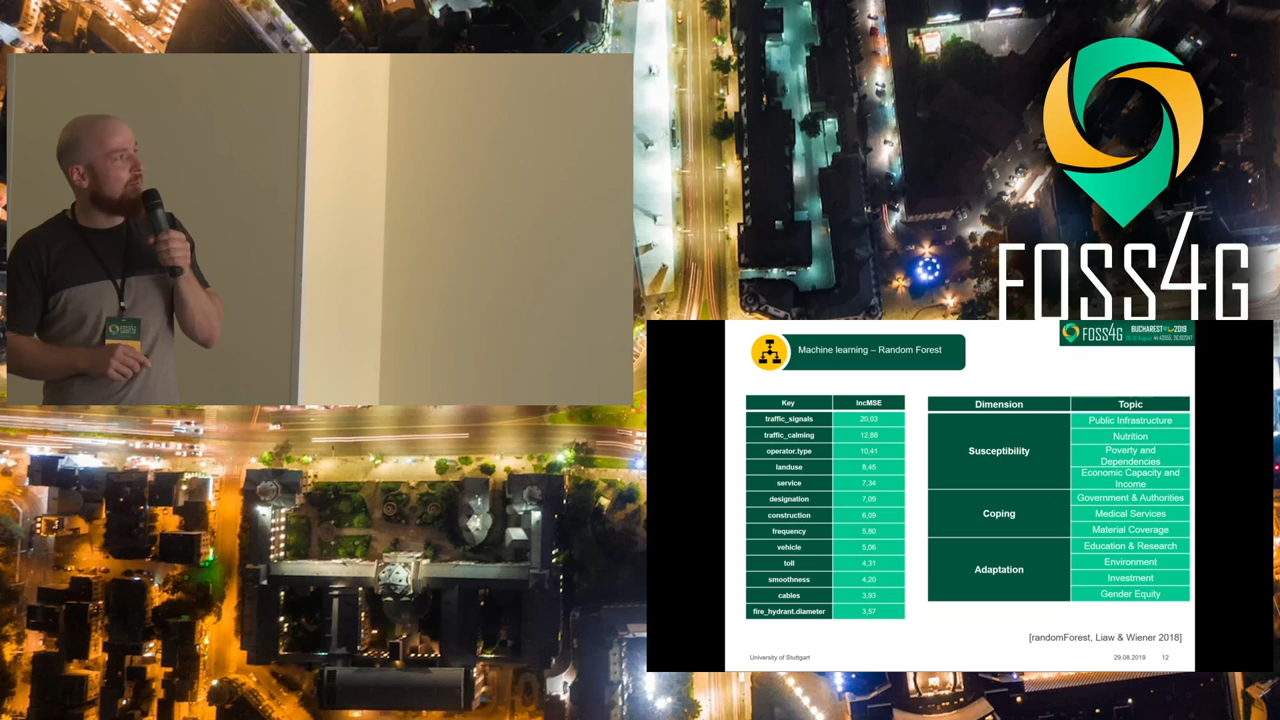 FOSS4G
FOSS4G
Machine learning – Random Forest
FOSS4G BUCHAREST 2019
Key IncMSE
traffic_signals 20,03
traffic_calming 12,88
operator.type 10,41
landuse 8,45
service 7,34
designation 7,09
construction 6,09
frequency 5,80
vehicle 5,06
toll 4,31
smoothness 4,20
cables 3,93
fire_hydrant.diameter 3,57
Dimension Topic
Susceptibility
Public Infrastructure
Nutrition
Poverty and
Dependencies
Economic Capacity and
Income
Coping
Government & Authorities
Medical Services
Material Coverage
Adaptation
Education & Research
Environment
Investment
Gender Equity
[randomForest, Liaw & Wiener 2018]
University of Stuttgart 29.08.2019 12